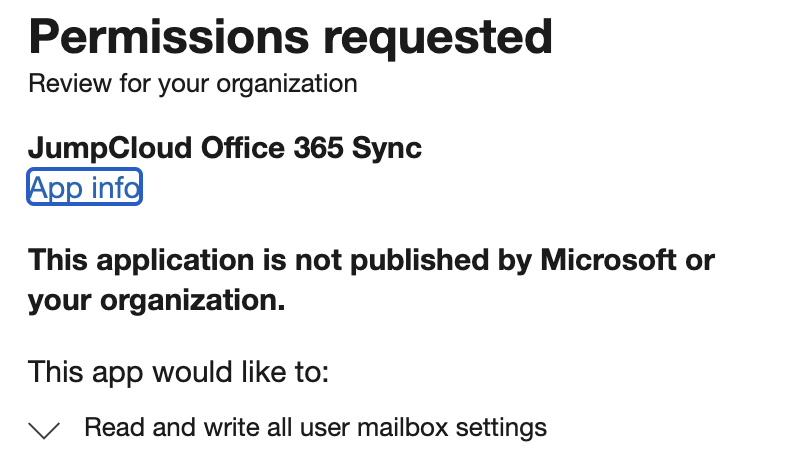 Permissions requested
Review for your organization
JumpCloud Office 365 Sync
App info
This application is not published by Microsoft or
your organization.
This app would like to:
Read and write all user mailbox settings